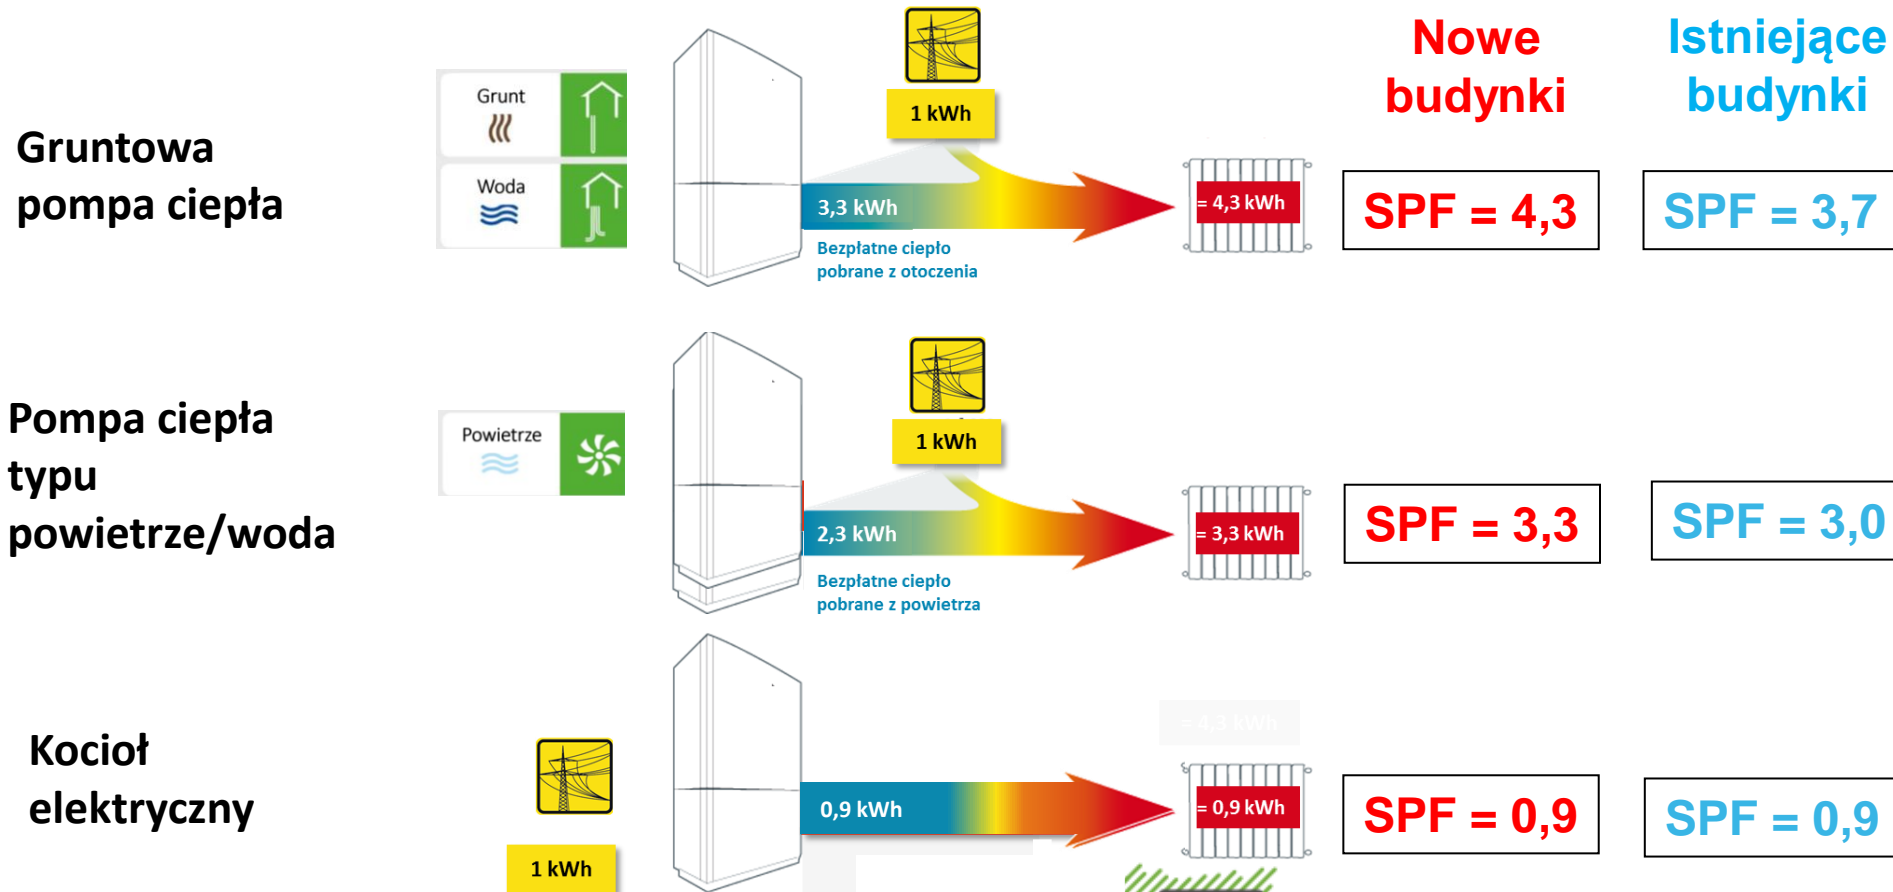 Nowe
budynki
Istniejące
budynki
Gruntowa
pompa ciepła
Grunt
Woda
1 kWh
3,3 kWh
Bezpłatne ciepło
pobrane z otoczenia
= 4,3 kWh
SPF = 4,3
SPF = 3,7
Pompa ciepła
typu
powietrze/woda
Powietrze
1 kWh
2,3 kWh
Bezpłatne ciepło
pobrane z powietrza
= 3,3 kWh
SPF = 3,3
SPF = 3,0
Kocioł
elektryczny
1 kWh
0,9 kWh
= 4,3 kWh
= 0,9 kWh
SPF = 0,9
SPF = 0,9